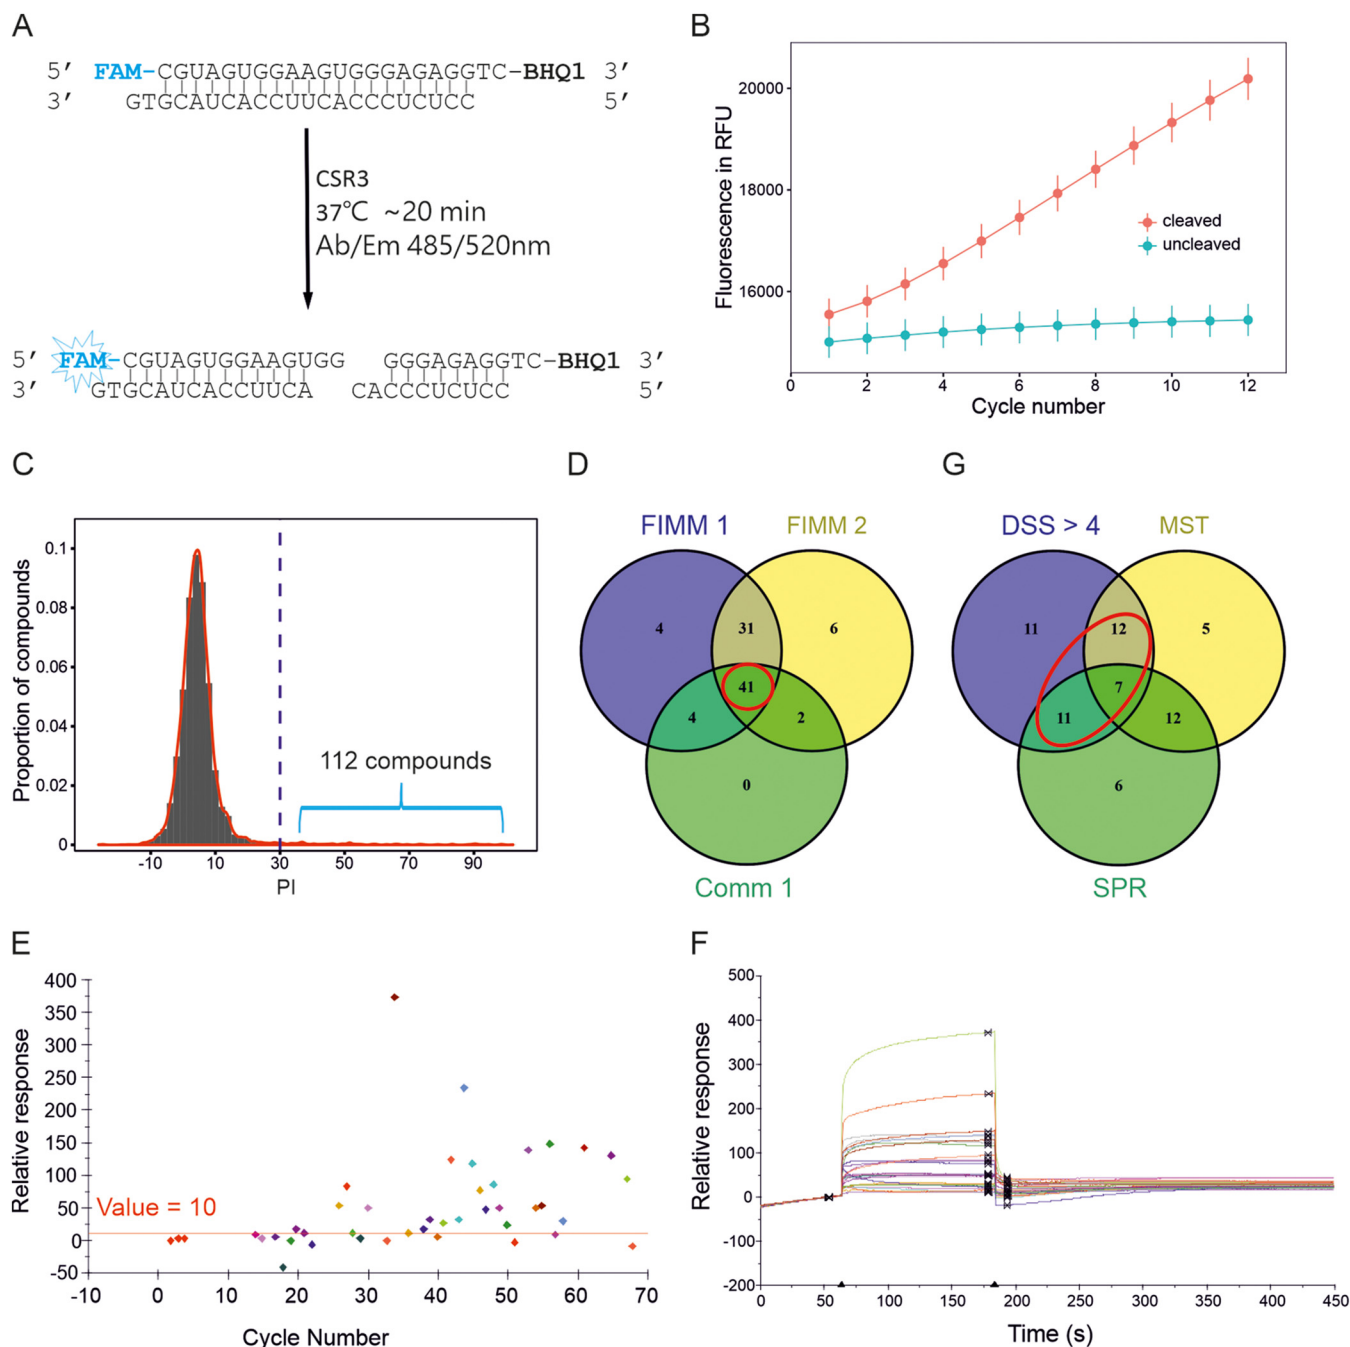 A
5′ FAM-CGUAGUGGAAGUGGGAGAGGTC-BHQ1 3′
3′ GTGCAUCACCUUCACCCUCUCC 5′
CSR3
37℃ ~20 min
Ab/Em 485/520nm
5′ FAM-CGUAGUGGAAGUGG GGGAGAGGTC-BHQ1 3′
3′ GTGCAUCACCUUCA CACCCUCUCC 5′
B
Fluorescence in RFU
20000
18000
16000
cleaved
uncleaved
0 2 4 6 8 10 12
Cycle number
C
Proportion of compounds
0.1
0.08
0.06
0.04
0.02
0
112 compounds
-10 10 30 50 70 90
PI
D
FIMM 1 FIMM 2
4 31 6
41
4 2
0
Comm 1
G
DSS > 4 MST
11 12 5
7
11 12
6
SPR
E
Relative response
400
350
300
250
200
150
100
50
0
-50
Value = 10
-10 0 10 20 30 40 50 60 70
Cycle Number
F
Relative response
500
400
300
200
100
0
-100
-200
0 50 100 150 200 250 300 350 400 450
Time (s)